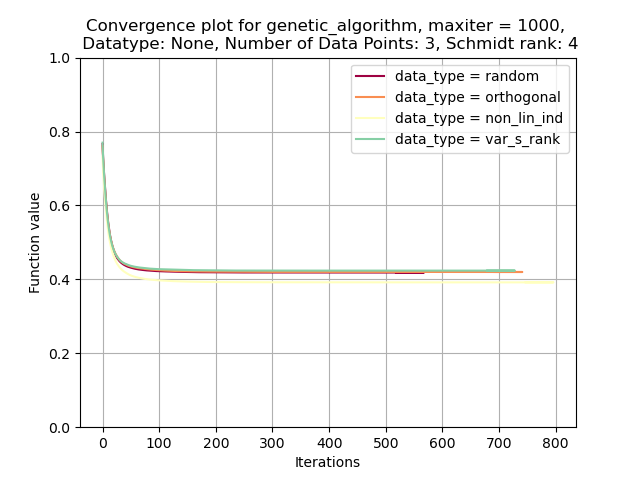 Convergence plot for genetic_algorithm, maxiter = 1000,
Datatype: None, Number of Data Points: 3, Schmidt rank: 4
1.0
0.8
0.6
0.4
0.2
0.0
Function value
data_type = random
data_type = orthogonal
data_type = non_lin_ind
data_type = var_s_rank
0 100 200 300 400 500 600 700 800
Iterations